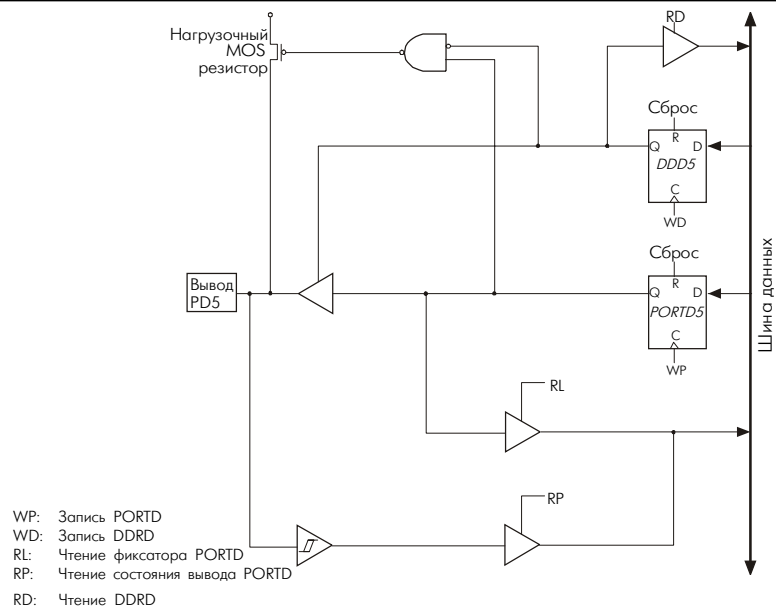 RD
Нагрузочный
MOS
резистор
Сброс
R
Q
D
DDD5
C
WD
Сброс
Вывод
PD5
R
Q
D
PORTD5
C
WP
Шина данных
RL
RP
WP: Запись PORTD
WD: Запись DDRD
RL: Чтение фиксатора PORTD
RP: Чтение состояния вывода PORTD
RD: Чтение DDRD